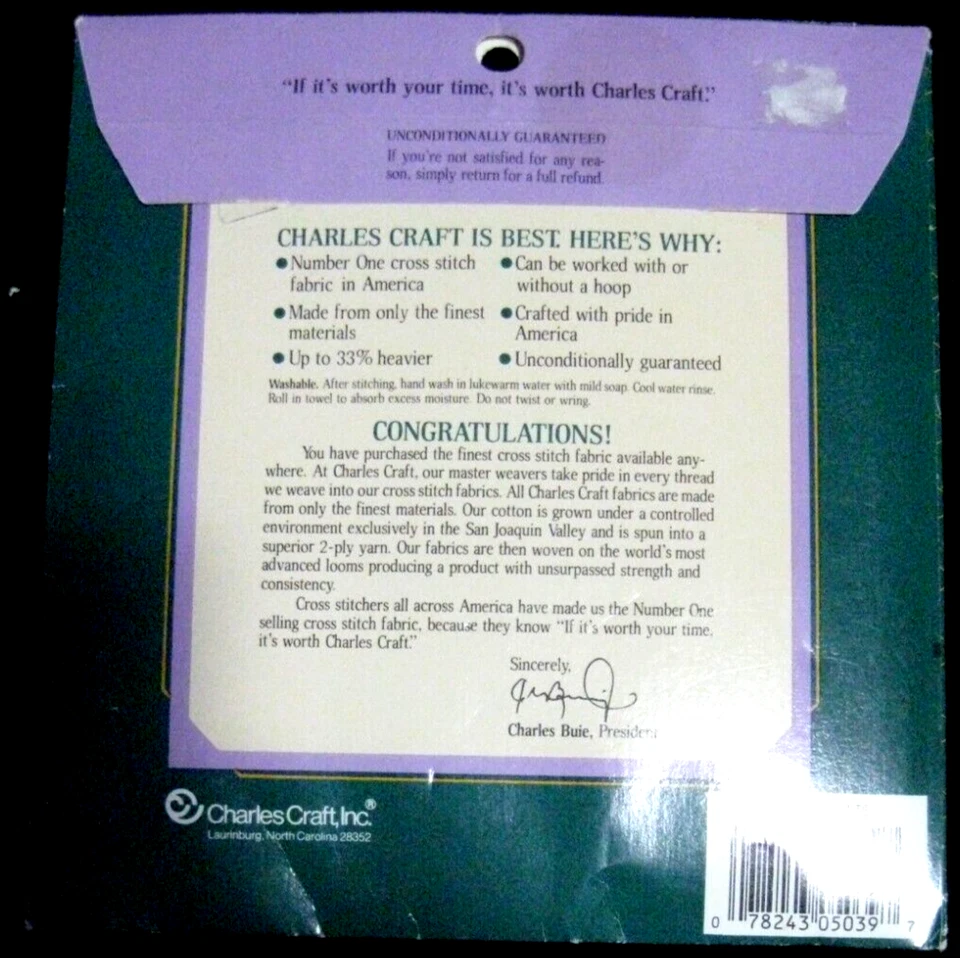 “If it's worth your time, it's worth Charles Craft.”
UNCONDITIONALLY GUARANTEED
If you're not satisfied for any rea-
son, simply return for a full refund.
CHARLES CRAFT IS BEST. HERE'S WHY:
● Number One cross stitch
fabric in America
● Made from only the finest
materials
● Up to 33% heavier
● Can be worked with or
without a hoop
● Crafted with pride in
America
● Unconditionally guaranteed
Washable. After stitching, hand wash in lukewarm water with mild soap. Cool water rinse.
Roll in towel to absorb excess moisture. Do not twist or wring.
CONGRATULATIONS!
You have purchased the finest cross stitch fabric available any-
where. At Charles Craft, our master weavers take pride in every thread
we weave into our cross stitch fabrics. All Charles Craft fabrics are made
from only the finest materials. Our cotton is grown under a controlled
environment exclusively in the San Joaquin Valley and is spun into a
superior 2-ply yarn. Our fabrics are then woven on the world's most
advanced looms producing a product with unsurpassed strength and
consistency.
Cross stitchers all across America have made us the Number One
selling cross stitch fabric, because they know “If it's worth your time,
it's worth Charles Craft.”
Sincerely,
Charles Buie, President
Charles Craft, Inc.®
Laurinburg, North Carolina 28352
0 78243 05039 7